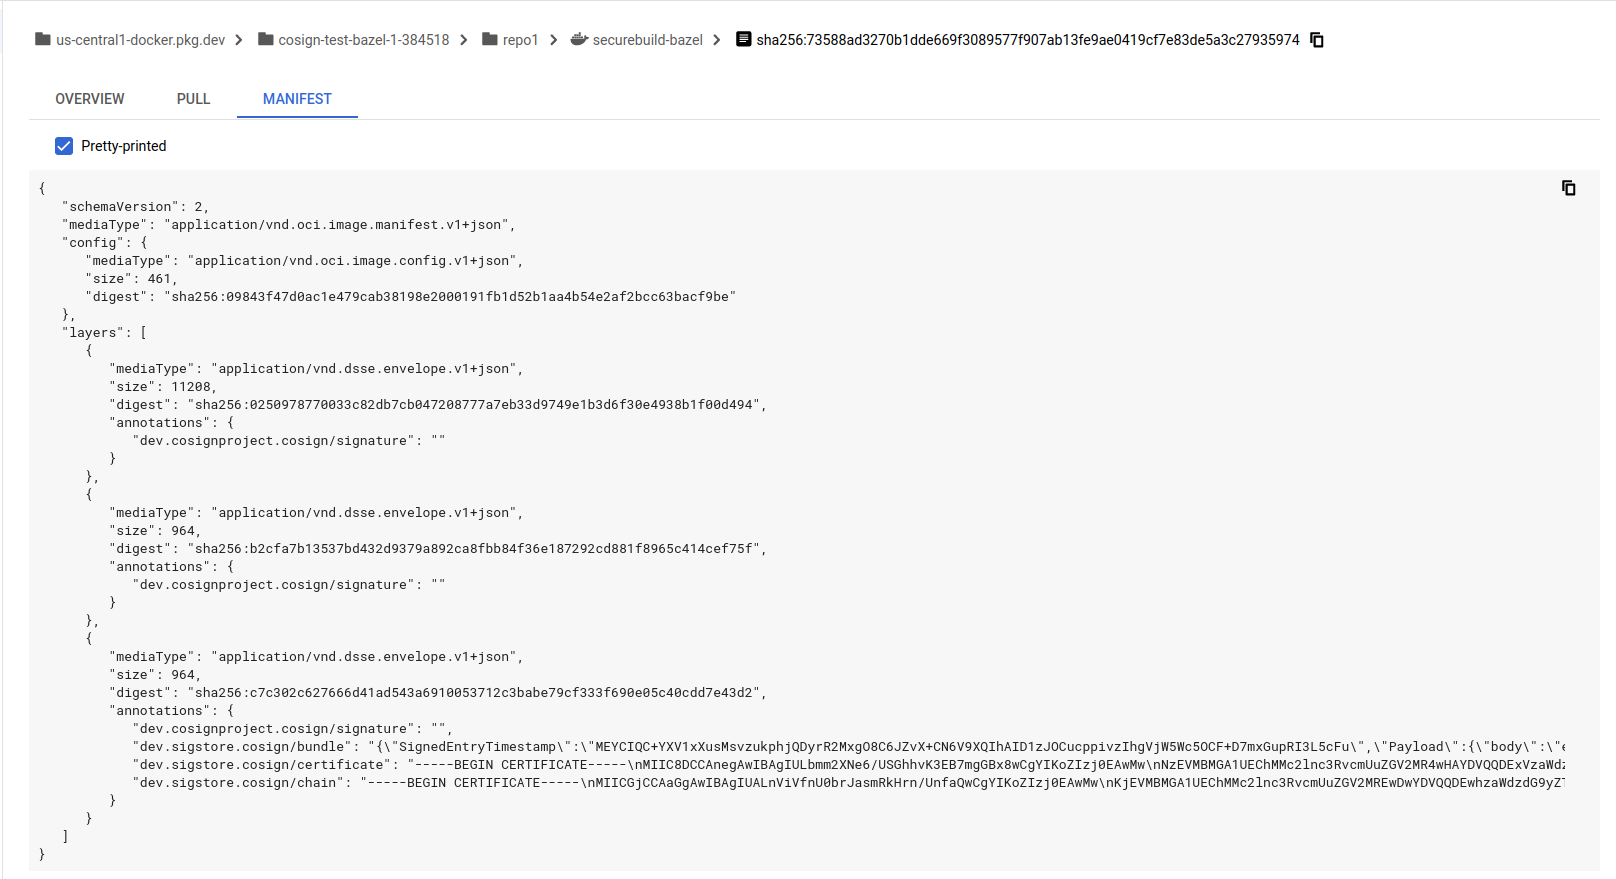 us-central1-docker.pkg.dev > cosign-test-bazel-1-384518 > repo1 > securebuild-bazel > sha256:73588ad3270b1dde669f3089577f907ab13fe9ae0419cf7e83de5a3c27935974
OVERVIEW PULL MANIFEST
Pretty-printed
{
"schemaVersion": 2,
"mediaType": "application/vnd.oci.image.manifest.v1+json",
"config": {
"mediaType": "application/vnd.oci.image.config.v1+json",
"size": 461,
"digest": "sha256:09843f47d0ac1e479cab38198e2000191fb1d52b1aa4b54e2af2bcc63bacf9be"
},
"layers": [
{
"mediaType": "application/vnd.dsse.envelope.v1+json",
"size": 11208,
"digest": "sha256:0250978770033c82db7cb047208777a7eb33d9749e1b3d6f30e4938b1f00d494",
"annotations": {
"dev.cosignproject.cosign/signature": ""
}
},
{
"mediaType": "application/vnd.dsse.envelope.v1+json",
"size": 964,
"digest": "sha256:b2cfa7b13537bd432d9379a892ca8fbb84f36e187292cd881f8965c414cef75f",
"annotations": {
"dev.cosignproject.cosign/signature": ""
}
},
{
"mediaType": "application/vnd.dsse.envelope.v1+json",
"size": 964,
"digest": "sha256:c7c302c627666d41ad543a6910053712c3babe79cf333f690e05c40cdd7e43d2",
"annotations": {
"dev.cosignproject.cosign/signature": "",
"dev.sigstore.cosign/bundle": "{\"SignedEntryTimestamp\":\"MEYCIQC+YXV1xXusMsvzukphjQDyrR2MxgO8C6JZvX+CN6V9XQIhAID1zJOCucppivzIhgVjW5Wc5OCF+D7mxGupRI3L5cFu\",\"Payload\":{\"body\":\"e
"dev.sigstore.cosign/certificate": "-----BEGIN CERTIFICATE-----\nMIIC8DCCAnegAwIBAgIULbmm2XNe6/USGhhvK3EB7mgGBx8wCgYIKoZIzj0EAwMw\nNzEVMBMGA1UEChMMc2lnc3RvcmUuZGV2MR4wHAYDVQQDExVzaWdz
"dev.sigstore.cosign/chain": "-----BEGIN CERTIFICATE-----\nMIICGjCCAaGgAwIBAgIUALnViVfnU0brJasmRkHrn/UnfaQwCgYIKoZIzj0EAwMw\nKjEVMBMGA1UEChMMc2lnc3RvcmUuZGV2MREwDwYDVQQDEwhzaWdzdG9yZT
}
}
]
}